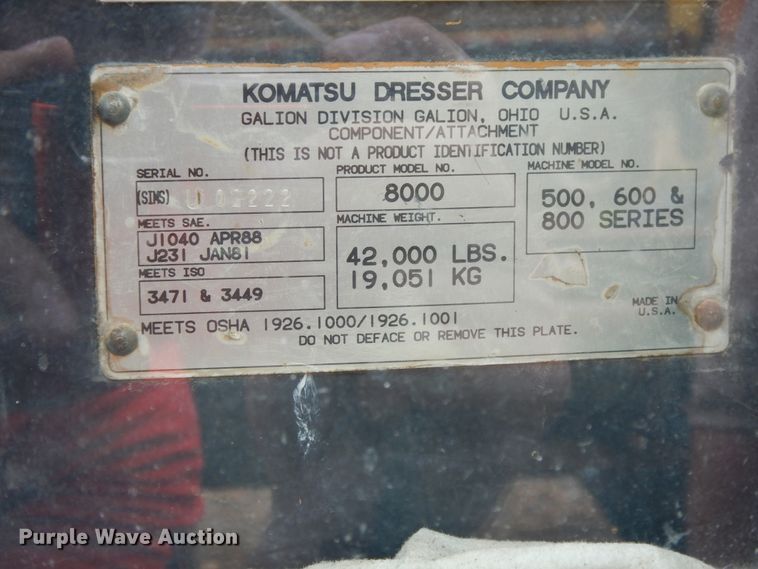 KOMATSU DRESSER COMPANY
GALION DIVISION GALION, OHIO U.S.A.
COMPONENT/ATTACHMENT
(THIS IS NOT A PRODUCT IDENTIFICATION NUMBER)
SERIAL NO.
(SIMS)
PRODUCT MODEL NO.
8000
MACHINE MODEL NO.
500, 600 &
800 SERIES
MEETS SAE.
J1040 APR88
J231 JAN81
MACHINE WEIGHT.
42,000 LBS.
19,051 KG
MEETS ISO
3471 & 3449
MADE IN
U.S.A.
MEETS OSHA 1926.1000/1926.1001
DO NOT DEFACE OR REMOVE THIS PLATE.
Purple Wave Auction